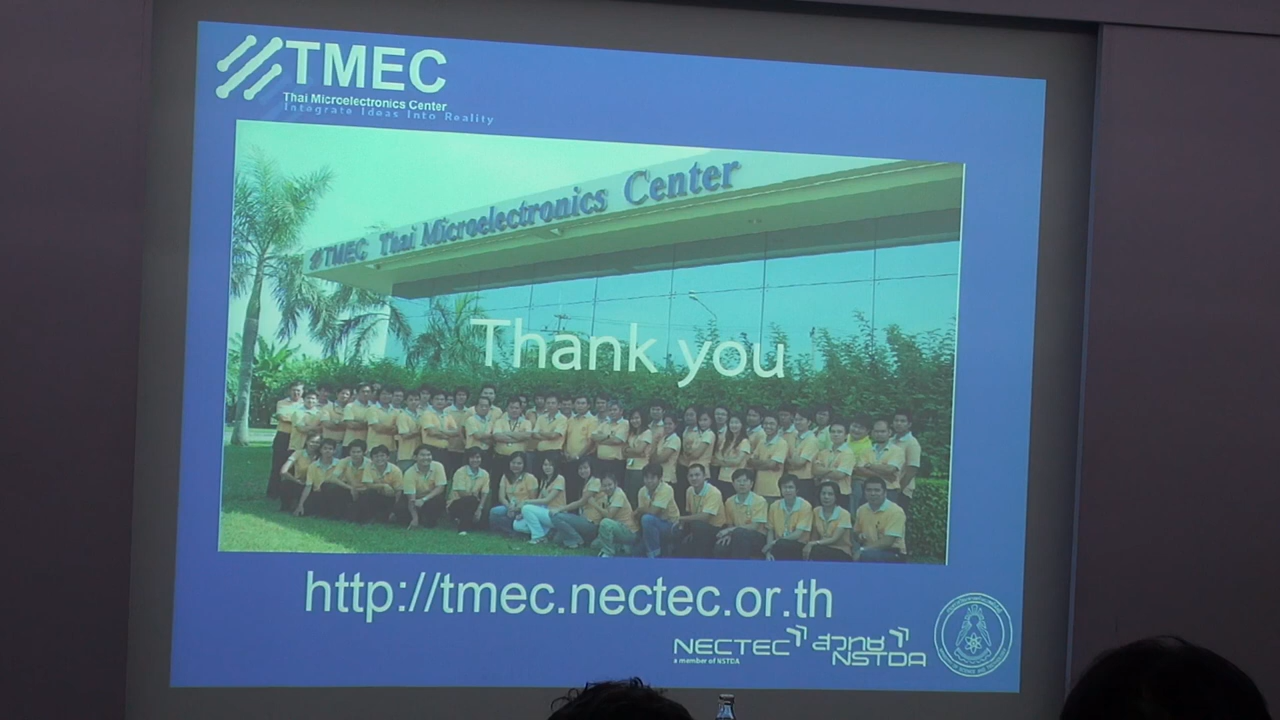 TMEC
Thai Microelectronics Center
Integrate Ideas Into Reality
TMEC Thai Microelectronics Center
Thank you
http://tmec.nectec.or.th
NECTEC
a member of NSTDA
สวทช
NSTDA